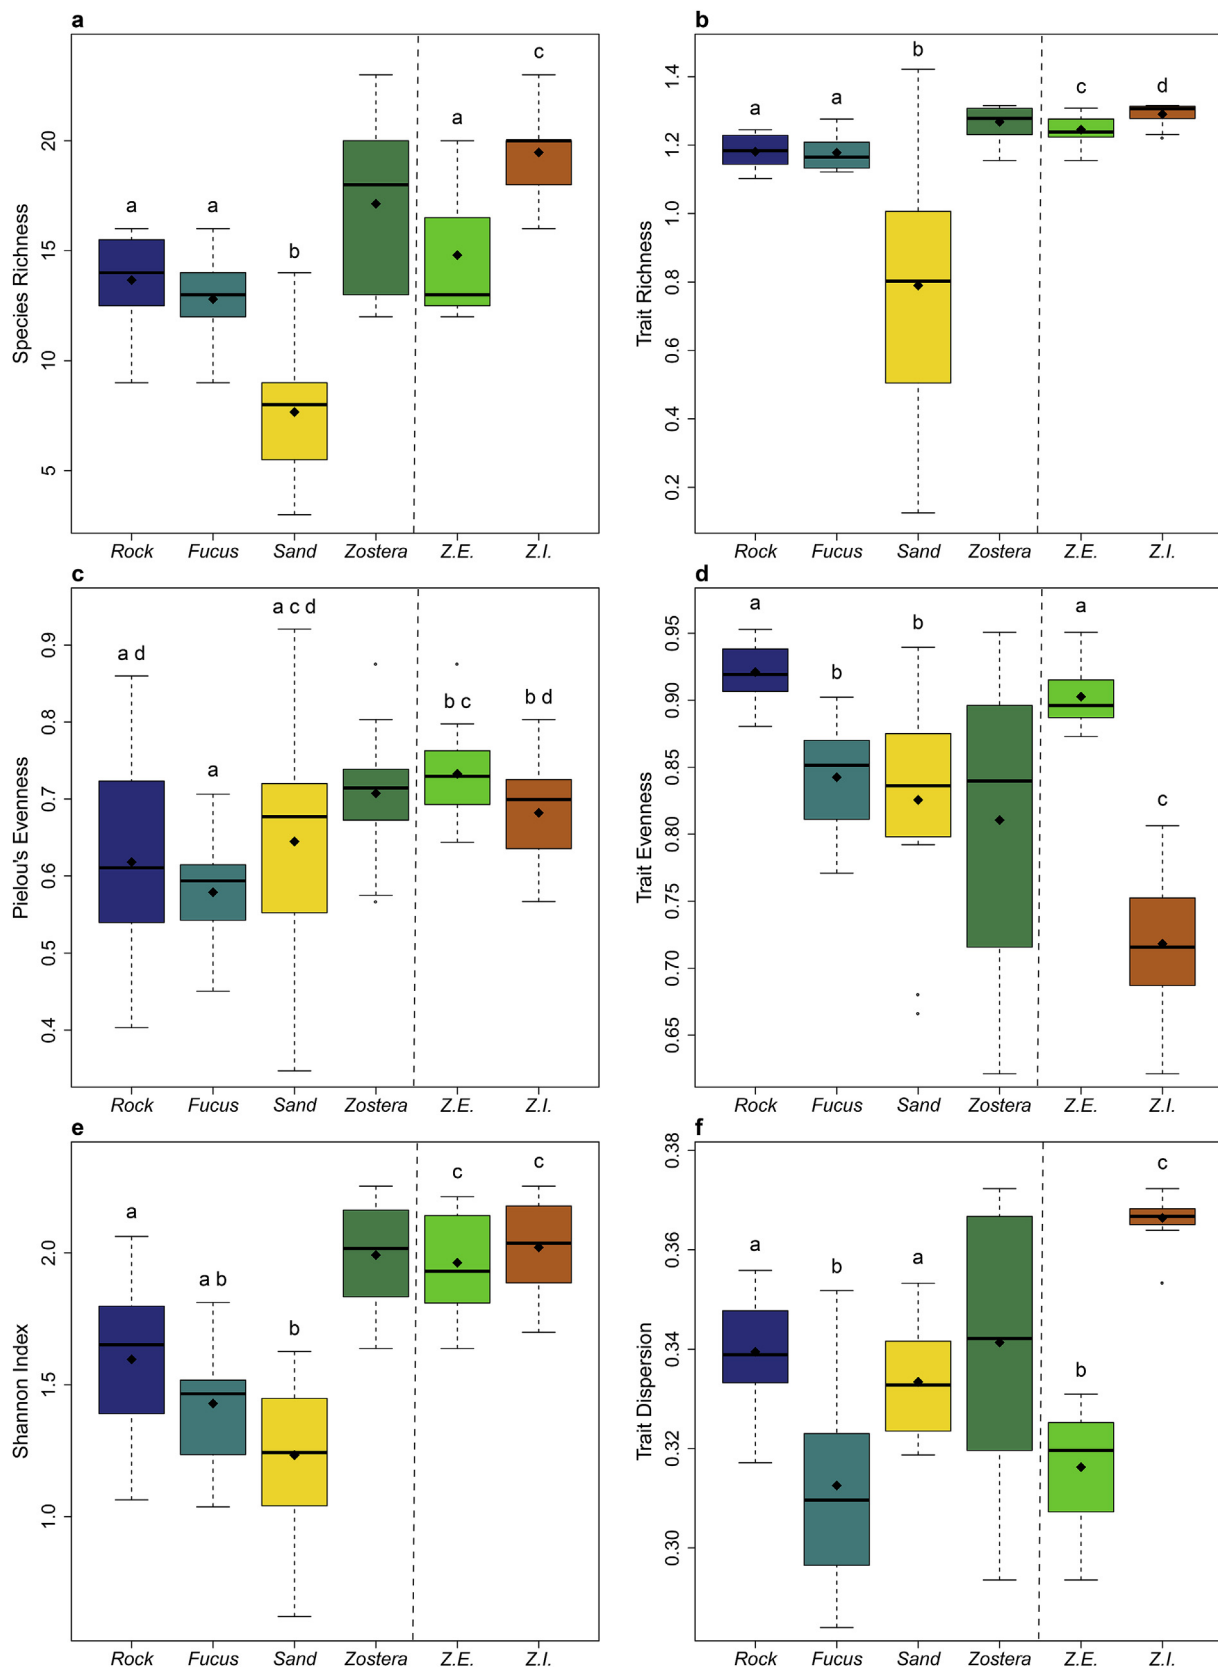 a
Species Richness
20
15
10
5
a
a
b
a
c
Rock Fucus Sand Zostera Z.E. Z.I.
b
Trait Richness
1.4
1.2
1.0
0.8
0.6
0.4
0.2
a
a
b
c
d
Rock Fucus Sand Zostera Z.E. Z.I.
c
Pielou's Evenness
0.9
0.8
0.7
0.6
0.5
0.4
a d
a
a c d
b c
b d
Rock Fucus Sand Zostera Z.E. Z.I.
d
Trait Evenness
0.95
0.90
0.85
0.80
0.75
0.70
0.65
a
b
b
a
c
Rock Fucus Sand Zostera Z.E. Z.I.
e
Shannon Index
2.0
1.5
1.0
a
a b
b
c
c
Rock Fucus Sand Zostera Z.E. Z.I.
f
Trait Dispersion
0.38
0.36
0.34
0.32
0.30
a
b
a
b
c
Rock Fucus Sand Zostera Z.E. Z.I.